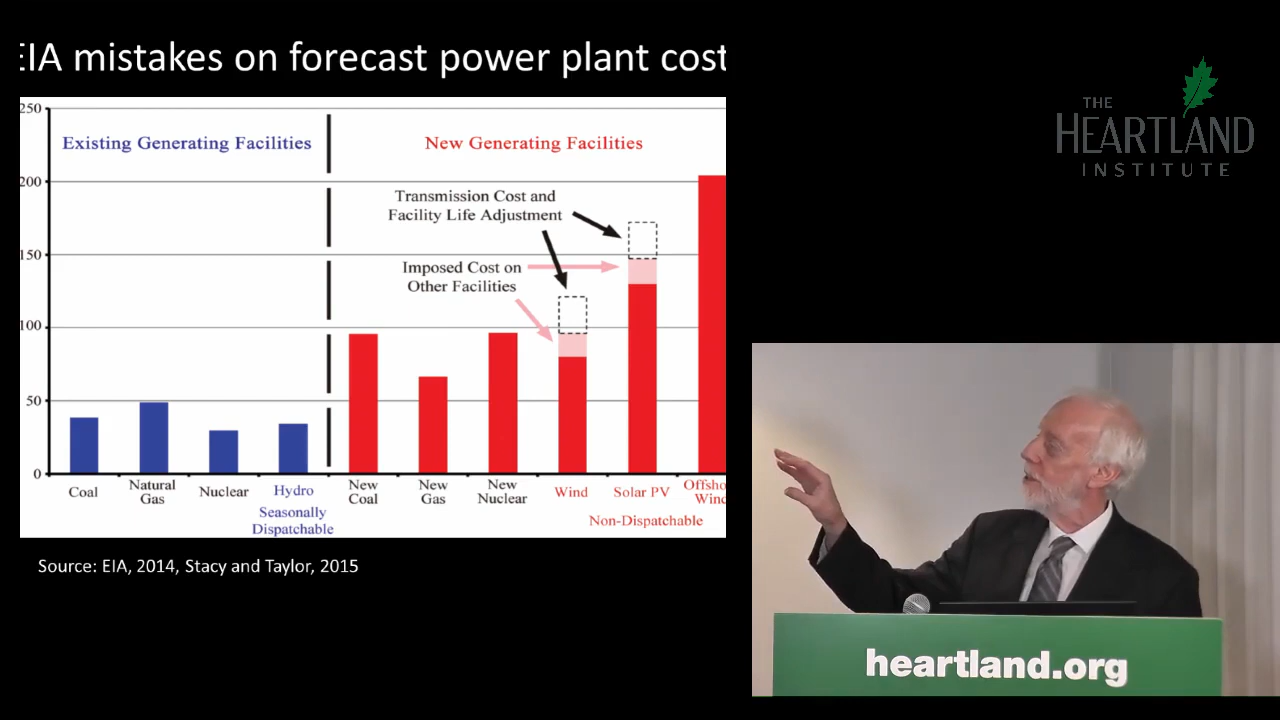 EIA mistakes on forecast power plant cost
250
200
150
100
50
0
Existing Generating Facilities
New Generating Facilities
Transmission Cost and
Facility Life Adjustment
Imposed Cost on
Other Facilities
Coal
Natural
Gas
Nuclear
Hydro
Seasonally
Dispatchable
New
Coal
New
Gas
New
Nuclear
Wind
Solar PV
Offsho
Wind
Non-Dispatchable
Source: EIA, 2014, Stacy and Taylor, 2015
THE
HEARTLAND
INSTITUTE
heartland.org